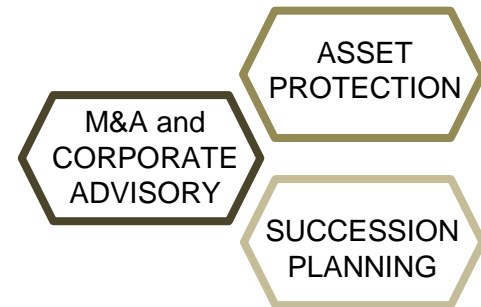 ASSET
PROTECTION
M&A and
CORPORATE
ADVISORY
SUCCESSION
PLANNING